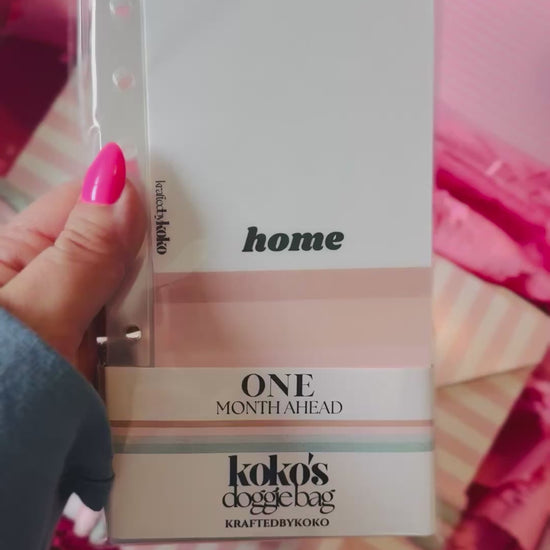 kraftedbykoko
home
ONE
MONTH AHEAD
koko's
doggie bag
KRAFTEDBYKOKO